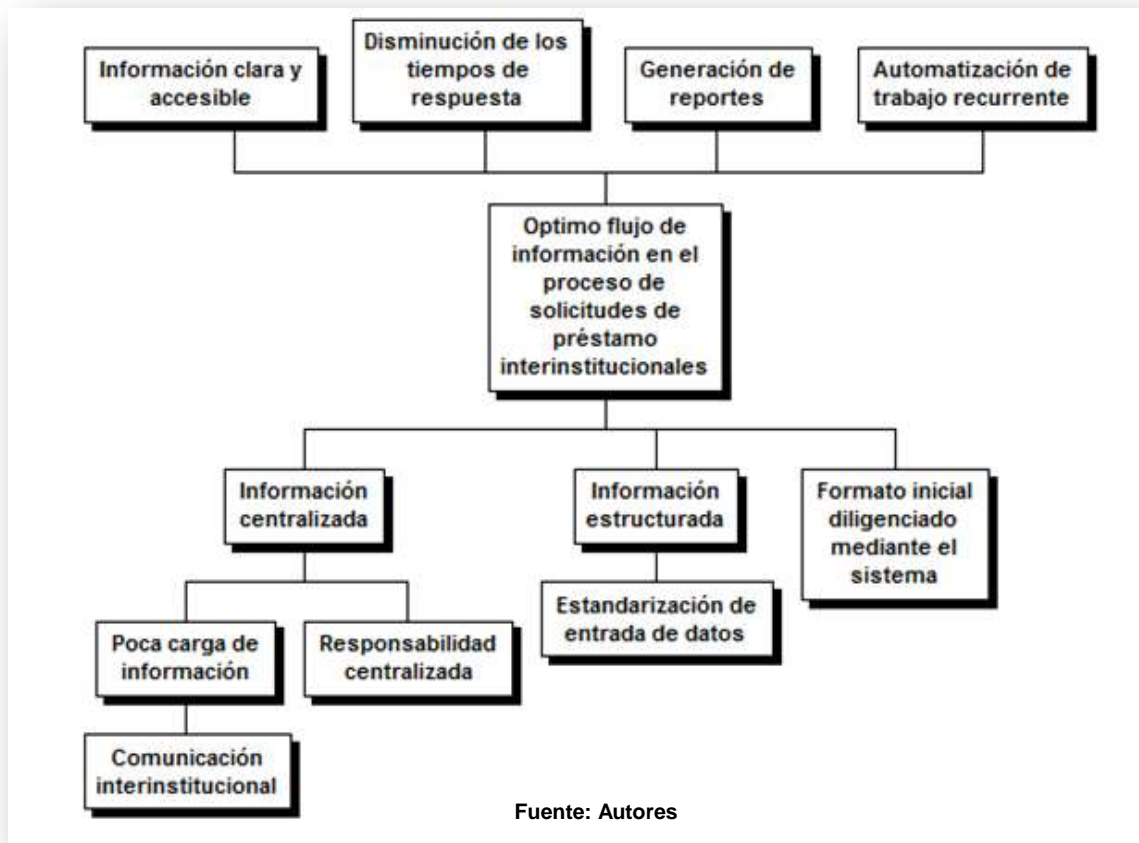 Información clara y
accesible
Disminución de los
tiempos de
respuesta
Generación de
reportes
Automatización de
trabajo recurrente
Optimo flujo de
información en el
proceso de
solicitudes de
préstamo
interinstitucionales
Información
centralizada
Información
estructurada
Formato inicial
diligenciado
mediante el
sistema
Poca carga de
información
Responsabilidad
centralizada
Estandarización de
entrada de datos
Comunicación
interinstitucional
Fuente: Autores